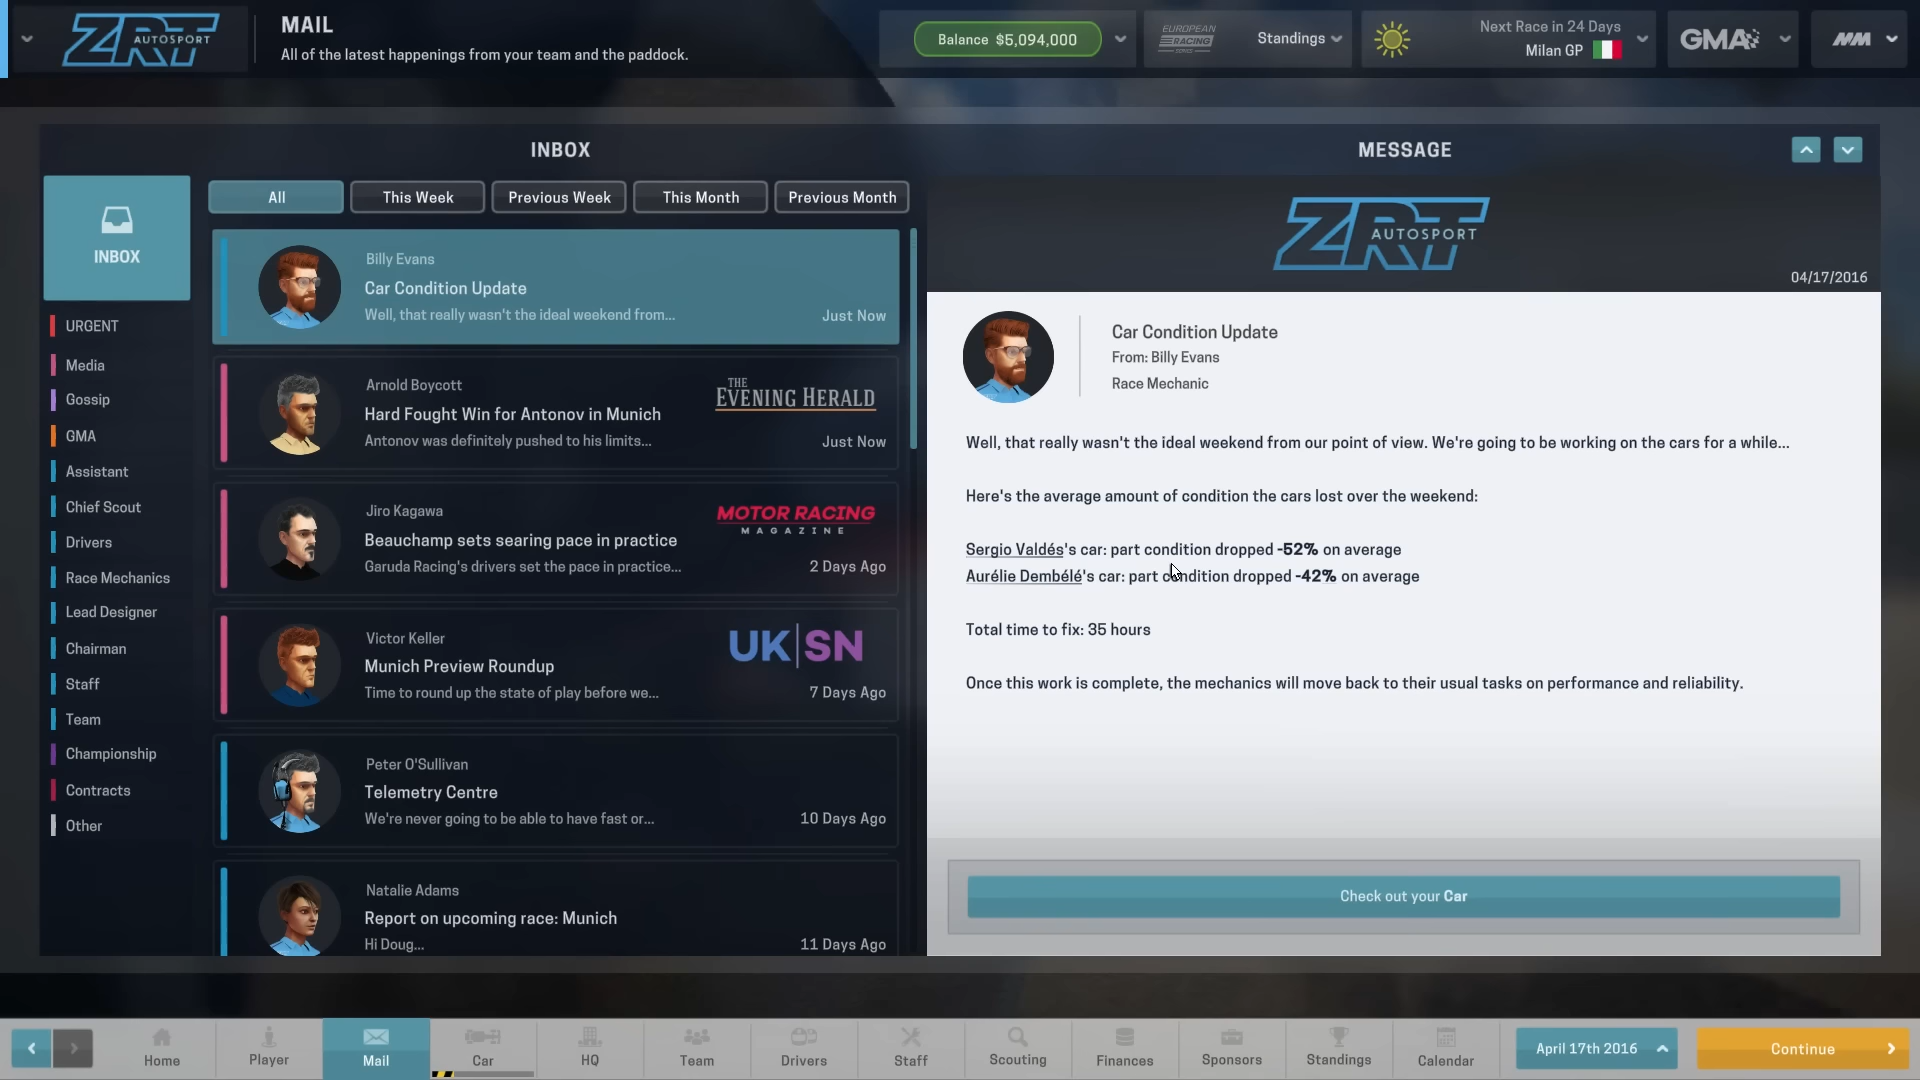 ZRT AUTOSPORT
MAIL
All of the latest happenings from your team and the paddock.
Balance $5,094,000
EUROPEAN RACING SERIES
Standings
Next Race in 24 Days
Milan GP
GMA
MM
INBOX
MESSAGE
INBOX
URGENT
Media
Gossip
GMA
Assistant
Chief Scout
Drivers
Race Mechanics
Lead Designer
Chairman
Staff
Team
Championship
Contracts
Other
All
This Week
Previous Week
This Month
Previous Month
Billy Evans
Car Condition Update
Well, that really wasn't the ideal weekend from...
Just Now
Arnold Boycott
THE EVENING HERALD
Hard Fought Win for Antonov in Munich
Antonov was definitely pushed to his limits...
Just Now
Jiro Kagawa
MOTOR RACING
MAGAZINE
Beauchamp sets searing pace in practice
Garuda Racing's drivers set the pace in practice...
2 Days Ago
Victor Keller
UK|SN
Munich Preview Roundup
Time to round up the state of play before we...
7 Days Ago
Peter O'Sullivan
Telemetry Centre
We're never going to be able to have fast or...
10 Days Ago
Natalie Adams
Report on upcoming race: Munich
Hi Doug...
11 Days Ago
ZRT AUTOSPORT
04/17/2016
Car Condition Update
From: Billy Evans
Race Mechanic
Well, that really wasn't the ideal weekend from our point of view. We're going to be working on the cars for a while...
Here's the average amount of condition the cars lost over the weekend:
Sergio Valdés's car: part condition dropped -52% on average
Aurélie Dembélé's car: part condition dropped -42% on average
Total time to fix: 35 hours
Once this work is complete, the mechanics will move back to their usual tasks on performance and reliability.
Check out your Car
Home
Player
Mail
Car
HQ
Team
Drivers
Staff
Scouting
Finances
Sponsors
Standings
Calendar
April 17th 2016
Continue